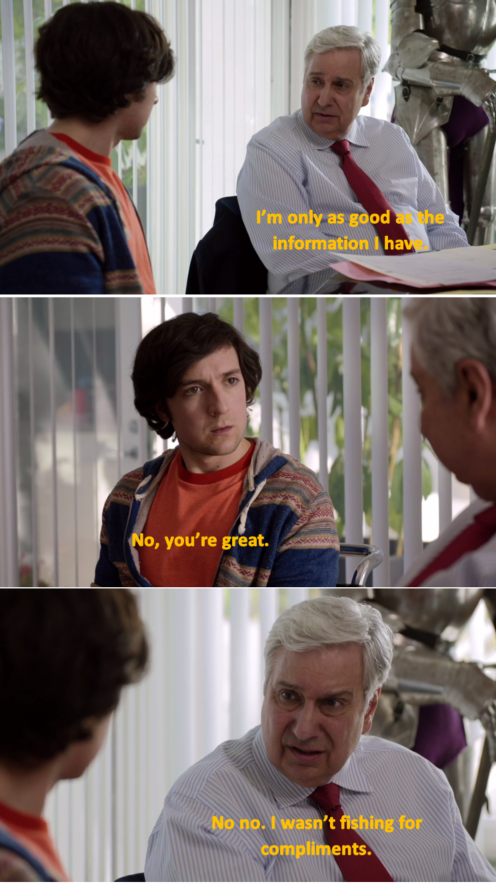 I'm only as good as the
information I have.
No, you're great.
No no. I wasn't fishing for
compliments.